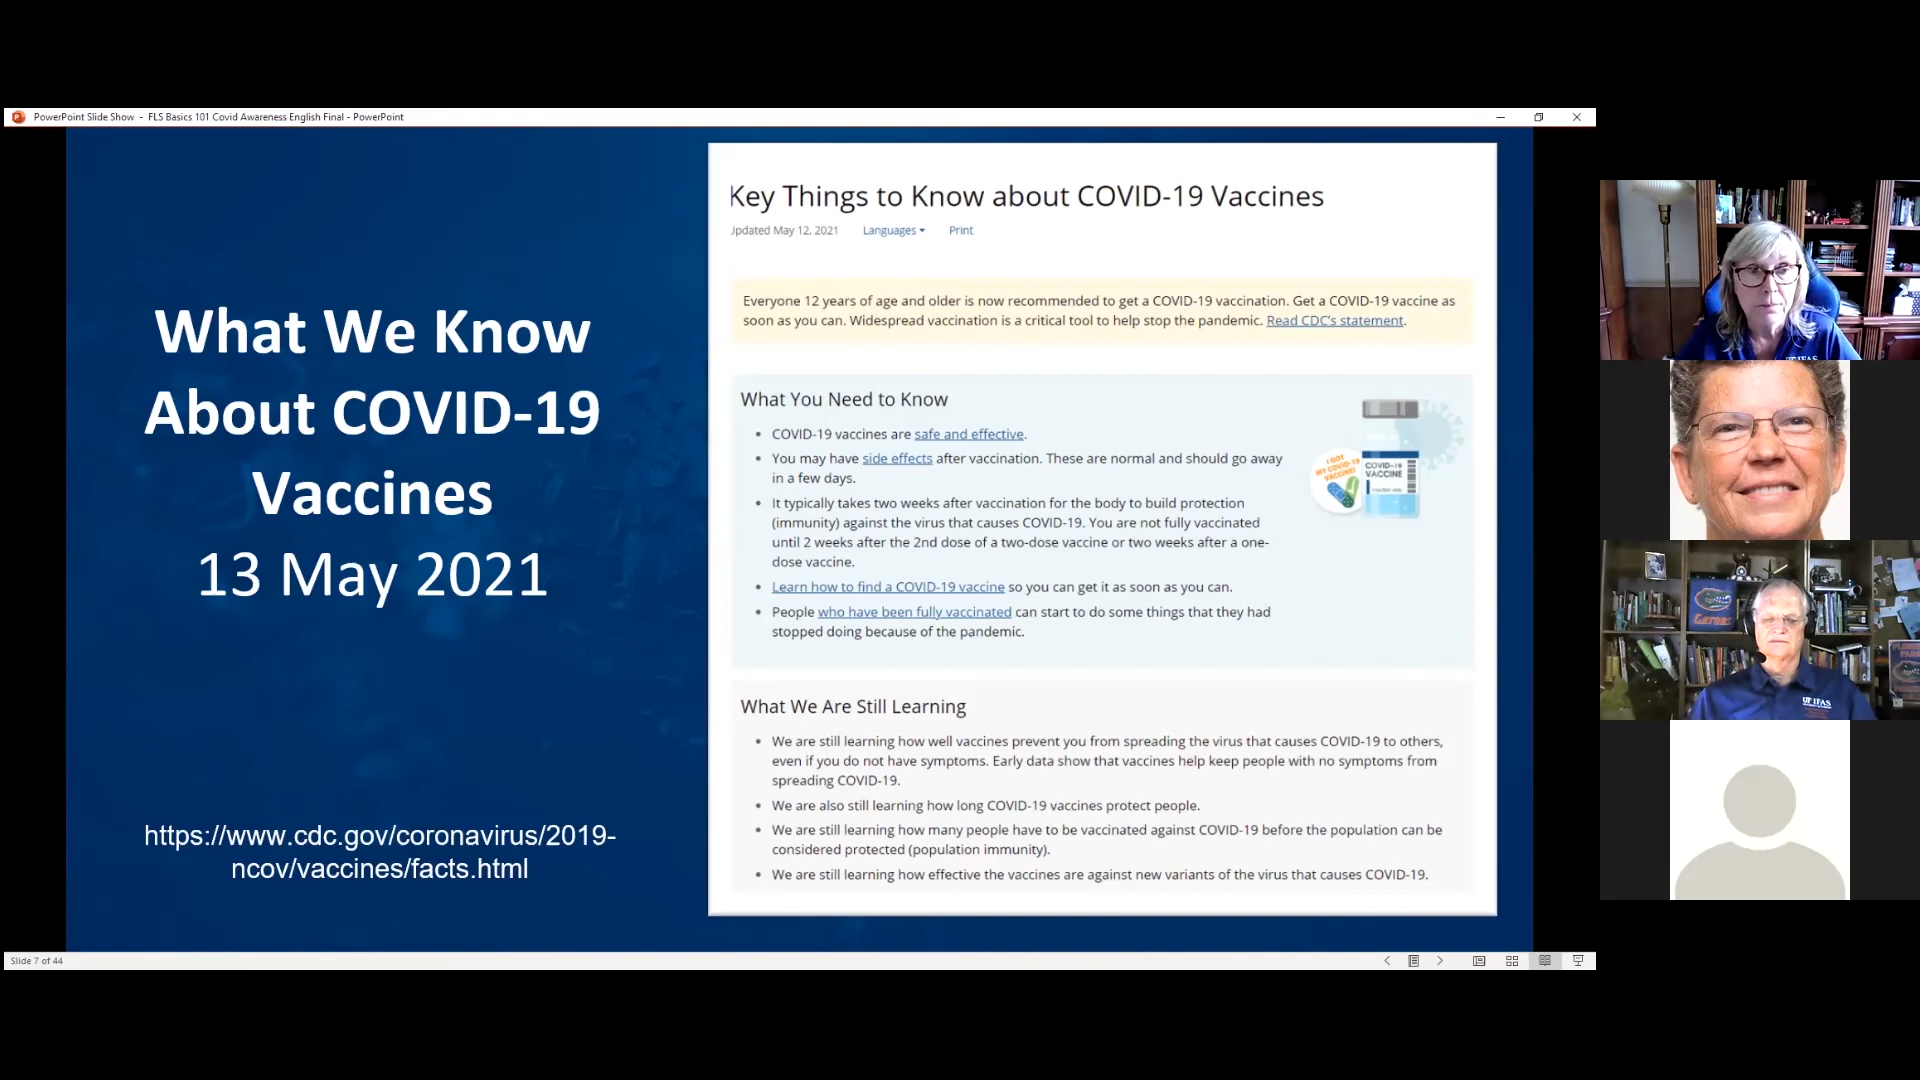 PowerPoint Slide Show - FLS Basics 101 Covid Awareness English Final - PowerPoint
What We Know
About COVID-19
Vaccines
13 May 2021
https://www.cdc.gov/coronavirus/2019-
ncov/vaccines/facts.html
Key Things to Know about COVID-19 Vaccines
Updated May 12, 2021 Languages Print
Everyone 12 years of age and older is now recommended to get a COVID-19 vaccination. Get a COVID-19 vaccine as
soon as you can. Widespread vaccination is a critical tool to help stop the pandemic. Read CDC's statement.
What You Need to Know
• COVID-19 vaccines are safe and effective.
• You may have side effects after vaccination. These are normal and should go away
in a few days.
• It typically takes two weeks after vaccination for the body to build protection
(immunity) against the virus that causes COVID-19. You are not fully vaccinated
until 2 weeks after the 2nd dose of a two-dose vaccine or two weeks after a one-
dose vaccine.
• Learn how to find a COVID-19 vaccine so you can get it as soon as you can.
• People who have been fully vaccinated can start to do some things that they had
stopped doing because of the pandemic.
I GOT
MY COVID-19
VACCINE!
COVID-19
VACCINE
What We Are Still Learning
• We are still learning how well vaccines prevent you from spreading the virus that causes COVID-19 to others,
even if you do not have symptoms. Early data show that vaccines help keep people with no symptoms from
spreading COVID-19.
• We are also still learning how long COVID-19 vaccines protect people.
• We are still learning how many people have to be vaccinated against COVID-19 before the population can be
considered protected (population immunity).
• We are still learning how effective the vaccines are against new variants of the virus that causes COVID-19.
Slide 7 of 44
UF IFAS
Gators
UF IFAS